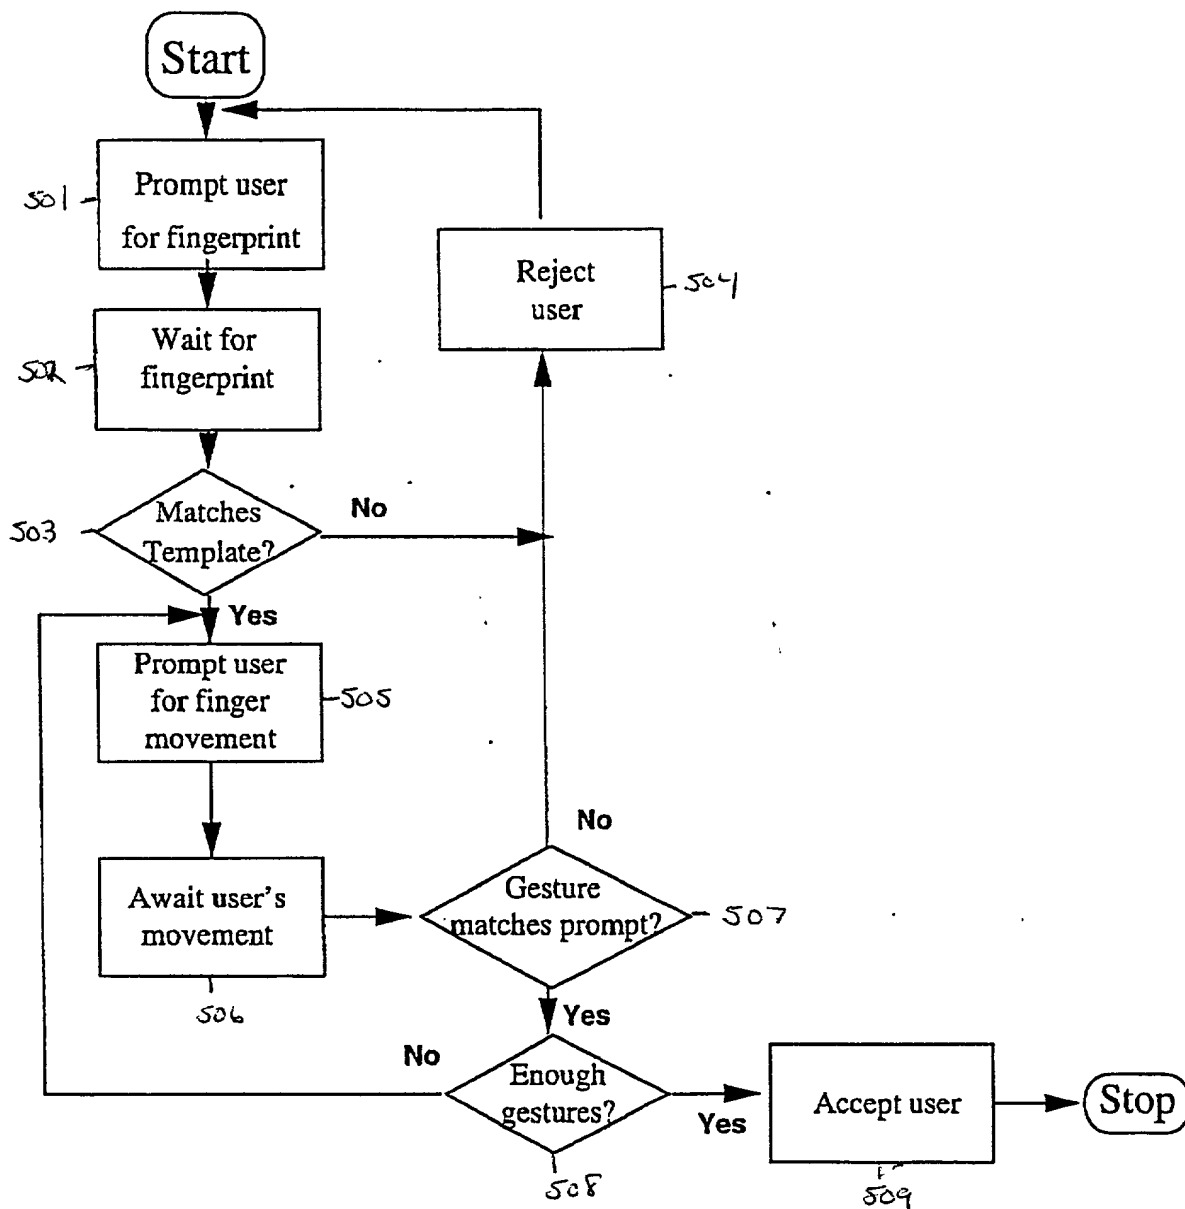 Start
Prompt user
for fingerprint
501
Reject
user
504
Wait for
fingerprint
502
Matches
Template?
503
No
Yes
Prompt user
for finger
movement
505
No
Await user's
movement
506
Gesture
matches prompt?
507
Yes
No
Enough
gestures?
508
Yes
Accept user
509
Stop